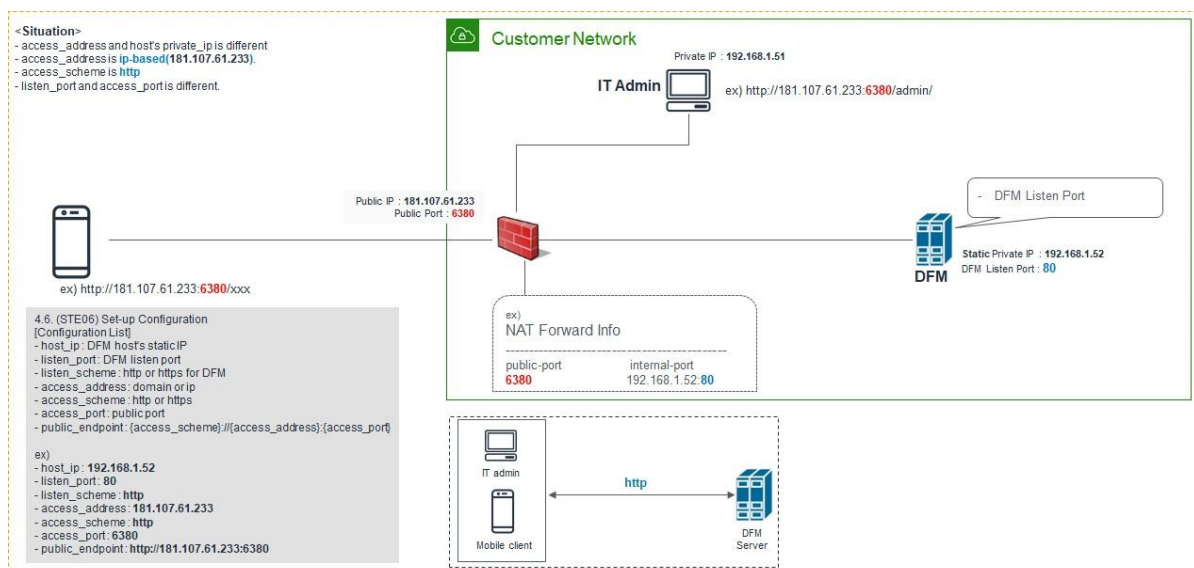 <Situation>
- access_address and host's private_ip is different
- access_address is ip-based(181.107.61.233).
- access_scheme is http
- listen_port and access_port is different.
Customer Network
Private IP : 192.168.1.51
IT Admin
ex) http://181.107.61.233:6380/admin/
Public IP : 181.107.61.233
Public Port : 6380
- DFM Listen Port
Static Private IP : 192.168.1.52
DFM Listen Port : 80
DFM
ex) http://181.107.61.233:6380/xxx
ex)
NAT Forward Info
public-port internal-port
6380 192.168.1.52:80
4.6. (STE06) Set-up Configuration
[Configuration List]
- host_ip: DFM host's static IP
- listen_port: DFM listen port
- listen_scheme: http or https for DFM
- access_address: domain or ip
- access_scheme: http or https
- access_port: public port
- public_endpoint: {access_scheme}://{access_address}:{access_port}
ex)
- host_ip: 192.168.1.52
- listen_port: 80
- listen_scheme: http
- access_address: 181.107.61.233
- access_scheme: http
- access_port: 6380
- public_endpoint: http://181.107.61.233:6380
IT admin
http
Mobile client
DFM
Server